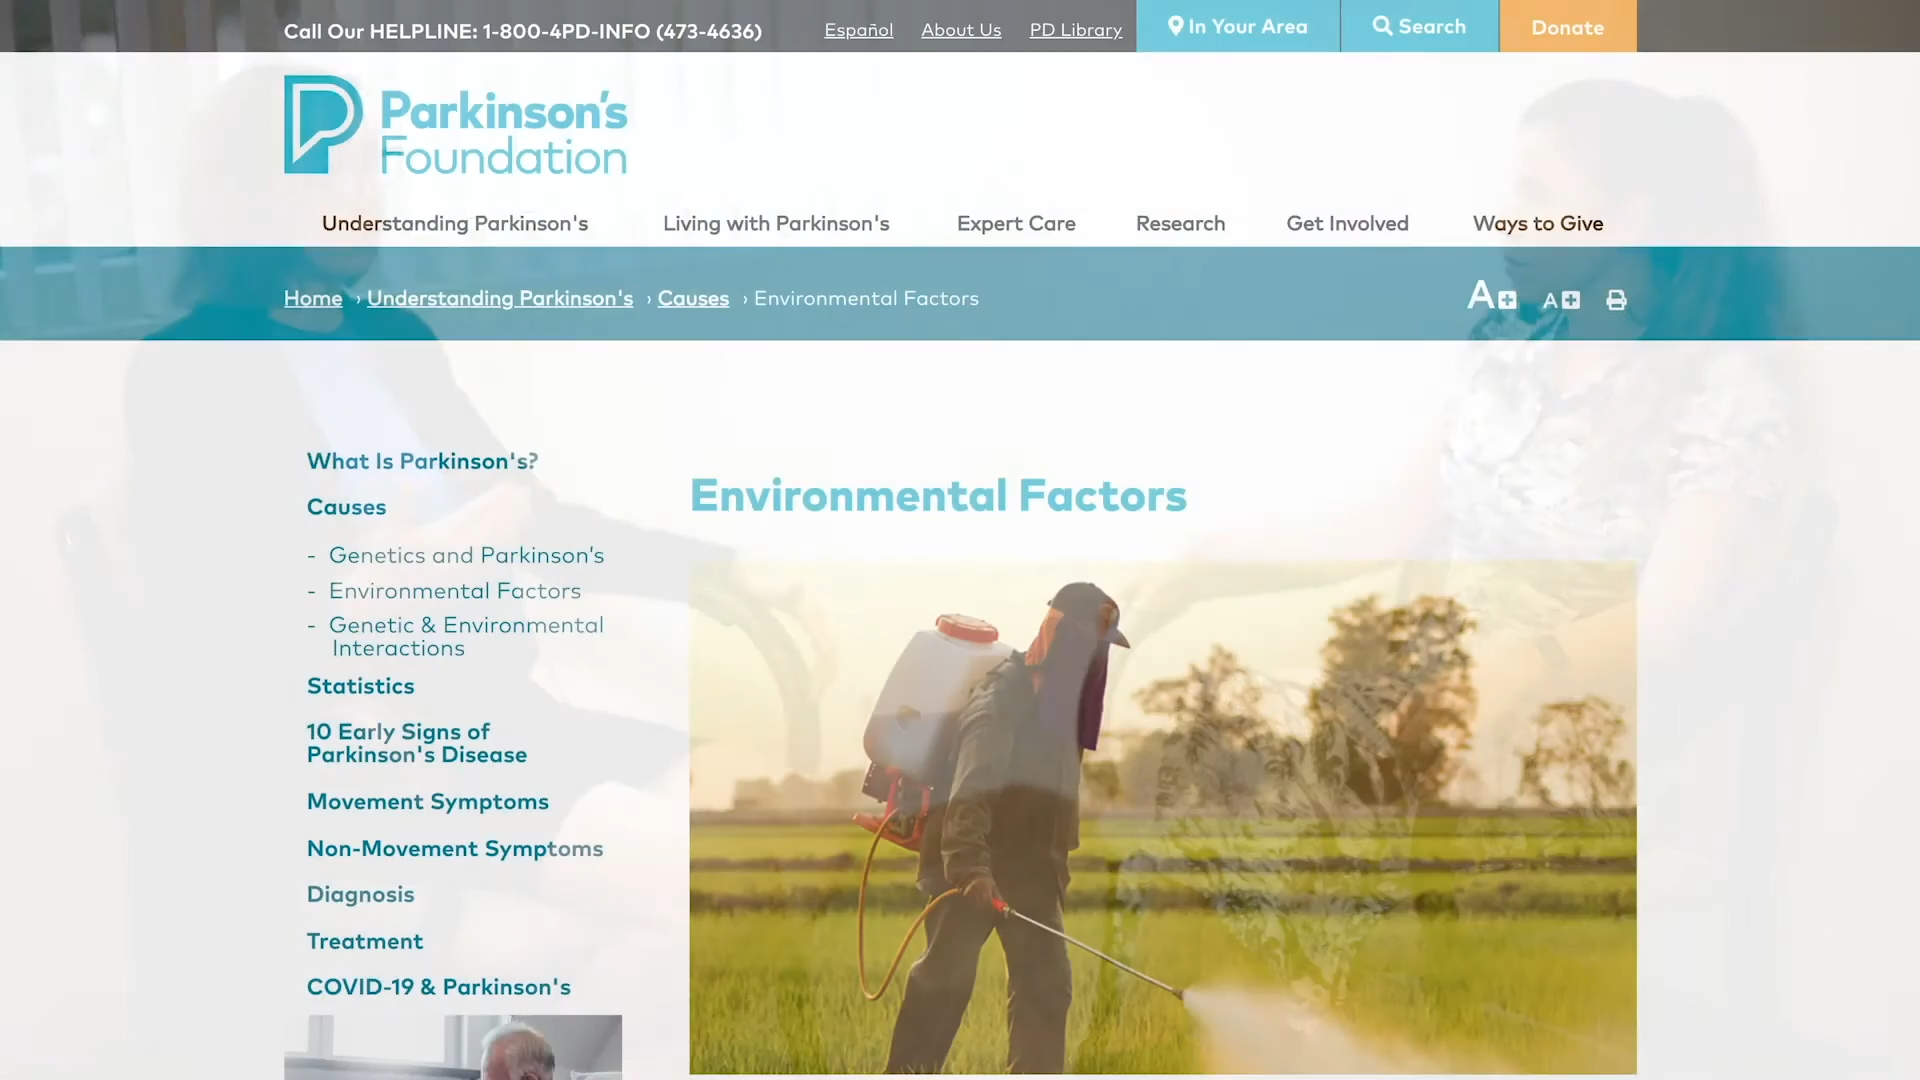 Call Our HELPLINE: 1-800-4PD-INFO (473-4636)
Español
About Us
PD Library
In Your Area
Search
Donate
Parkinson's
Foundation
Understanding Parkinson's
Living with Parkinson's
Expert Care
Research
Get Involved
Ways to Give
Home › Understanding Parkinson's › Causes › Environmental Factors
A
A
What Is Parkinson's?
Causes
- Genetics and Parkinson’s
- Environmental Factors
- Genetic & Environmental
Interactions
Statistics
10 Early Signs of
Parkinson's Disease
Movement Symptoms
Non-Movement Symptoms
Diagnosis
Treatment
COVID-19 & Parkinson's
Environmental Factors